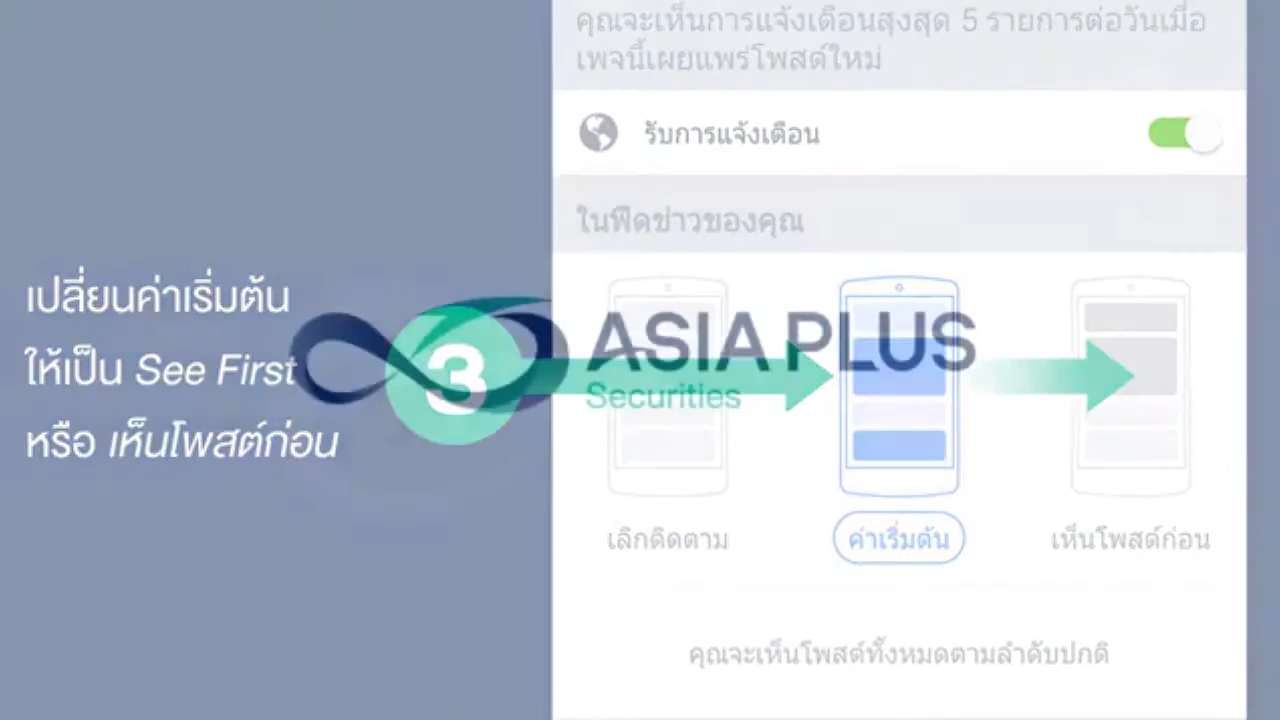 คุณจะเห็นการแจ้งเตือนสูงสุด 5 รายการต่อวันเมื่อ
เพจนี้เผยแพร่โพสต์ใหม่
รับการแจ้งเตือน
ในฟีดข่าวของคุณ
เปลี่ยนค่าเริ่มต้น
ให้เป็น See First
หรือ เห็นโพสต์ก่อน
3
ASIA PLUS
Securities
เลิกติดตาม
ค่าเริ่มต้น
เห็นโพสต์ก่อน
คุณจะเห็นโพสต์ทั้งหมดตามลำดับปกติ